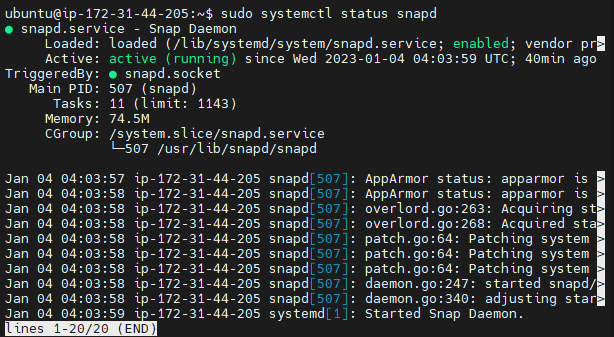 ubuntu@ip-172-31-44-205:~$ sudo systemctl status snapd
● snapd.service - Snap Daemon
     Loaded: loaded (/lib/systemd/system/snapd.service; enabled; vendor pr>
     Active: active (running) since Wed 2023-01-04 04:03:59 UTC; 40min ago
TriggeredBy: ● snapd.socket
   Main PID: 507 (snapd)
      Tasks: 11 (limit: 1143)
     Memory: 74.5M
     CGroup: /system.slice/snapd.service
             └─507 /usr/lib/snapd/snapd
Jan 04 04:03:57 ip-172-31-44-205 snapd[507]: AppArmor status: apparmor is >
Jan 04 04:03:58 ip-172-31-44-205 snapd[507]: AppArmor status: apparmor is >
Jan 04 04:03:58 ip-172-31-44-205 snapd[507]: overlord.go:263: Acquiring st>
Jan 04 04:03:58 ip-172-31-44-205 snapd[507]: overlord.go:268: Acquired sta>
Jan 04 04:03:58 ip-172-31-44-205 snapd[507]: patch.go:64: Patching system >
Jan 04 04:03:58 ip-172-31-44-205 snapd[507]: patch.go:64: Patching system >
Jan 04 04:03:58 ip-172-31-44-205 snapd[507]: patch.go:64: Patching system >
Jan 04 04:03:58 ip-172-31-44-205 snapd[507]: daemon.go:247: started snapd/>
Jan 04 04:03:58 ip-172-31-44-205 snapd[507]: daemon.go:340: adjusting star>
Jan 04 04:03:59 ip-172-31-44-205 systemd[1]: Started Snap Daemon.
lines 1-20/20 (END)